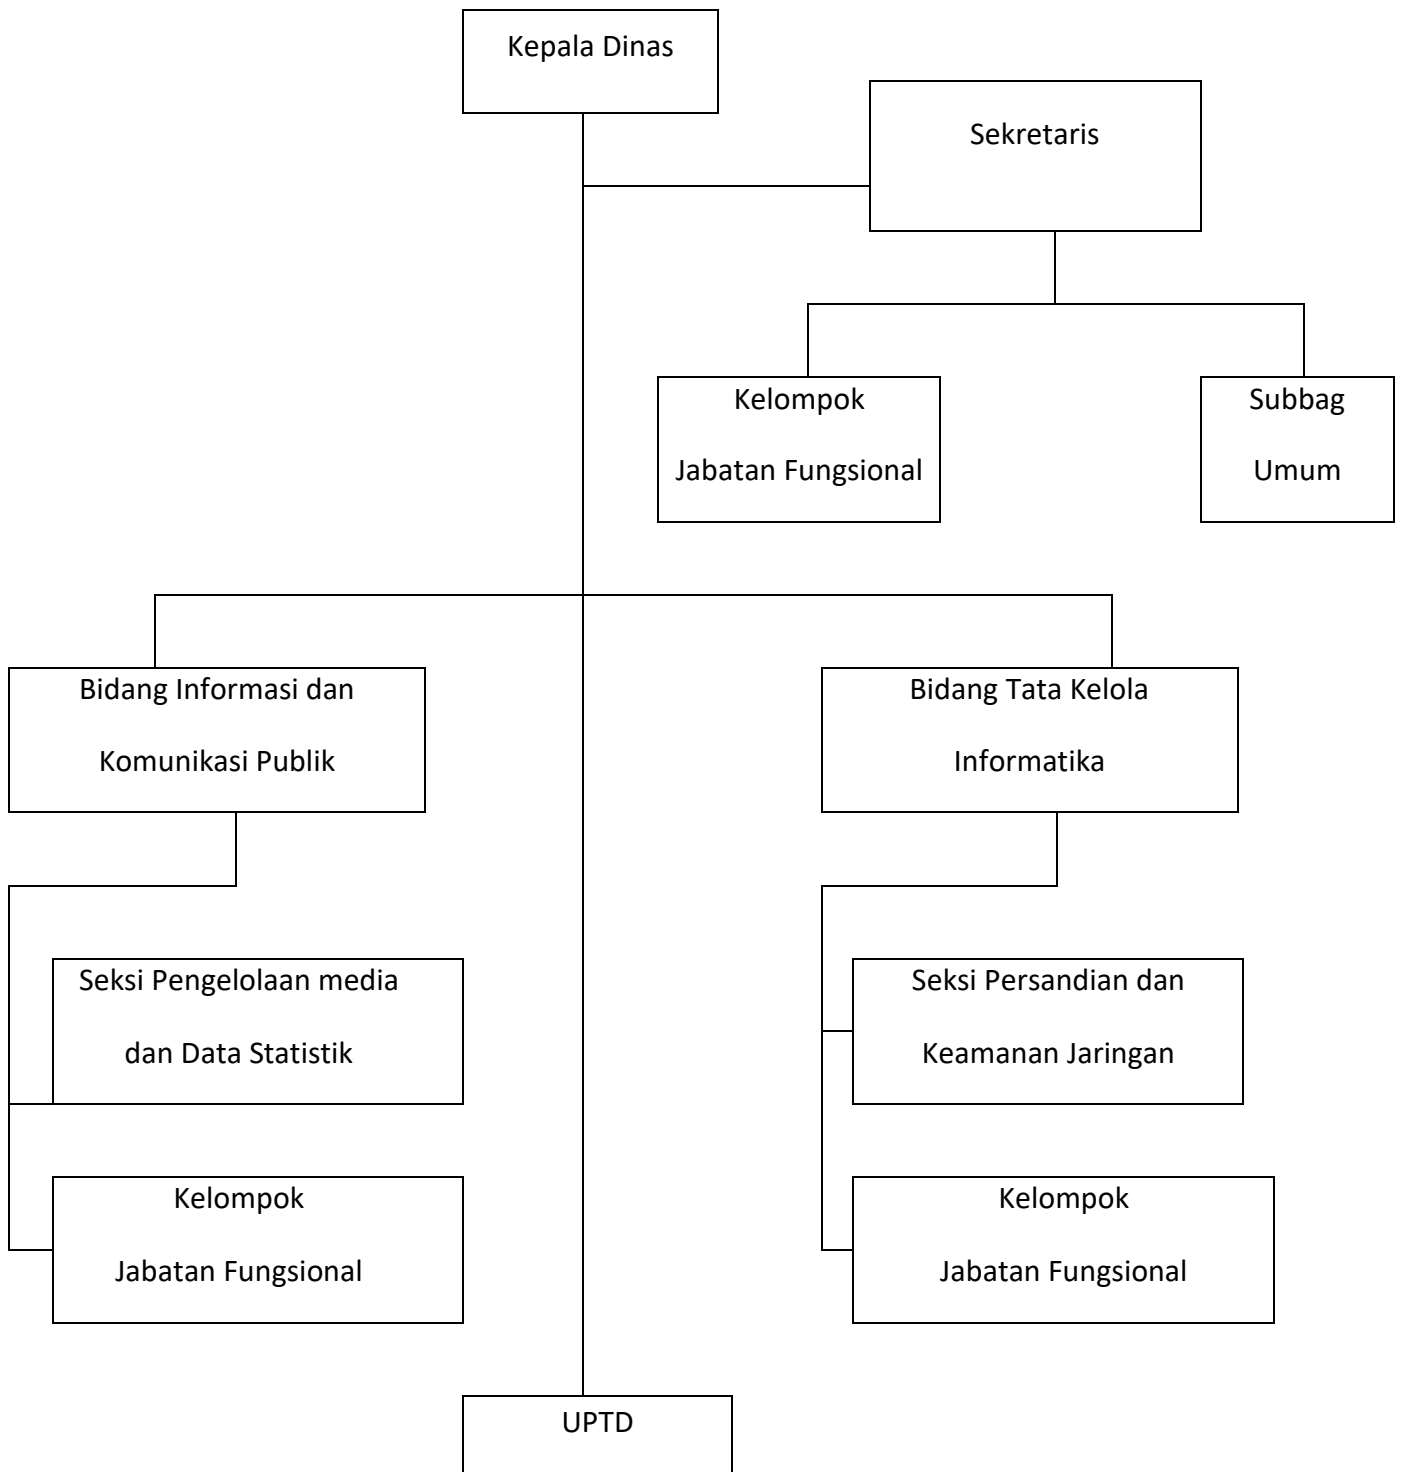 Kepala Dinas
Sekretaris
Kelompok
Jabatan Fungsional
Subbag
Umum
Bidang Informasi dan
Komunikasi Publik
Bidang Tata Kelola
Informatika
Seksi Pengelolaan media
dan Data Statistik
Seksi Persandian dan
Keamanan Jaringan
Kelompok
Jabatan Fungsional
Kelompok
Jabatan Fungsional
UPTD